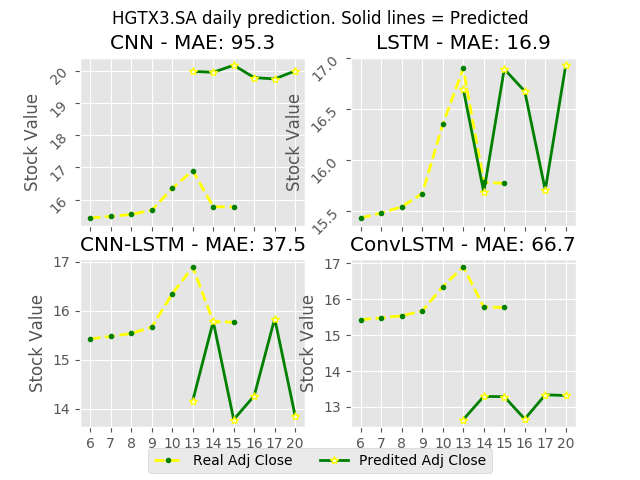 HGTX3.SA daily prediction. Solid lines = Predicted
CNN - MAE: 95.3
LSTM - MAE: 16.9
Stock Value
20
19
18
17
16
Stock Value
17.0
16.5
16.0
15.5
CNN-LSTM - MAE: 37.5
ConvLSTM - MAE: 66.7
Stock Value
17
16
15
14
6 7 8 9 10 13 14 15 16 17 20
Stock Value
17
16
15
14
13
6 7 8 9 10 13 14 15 16 17 20
Real Adj Close
Predited Adj Close